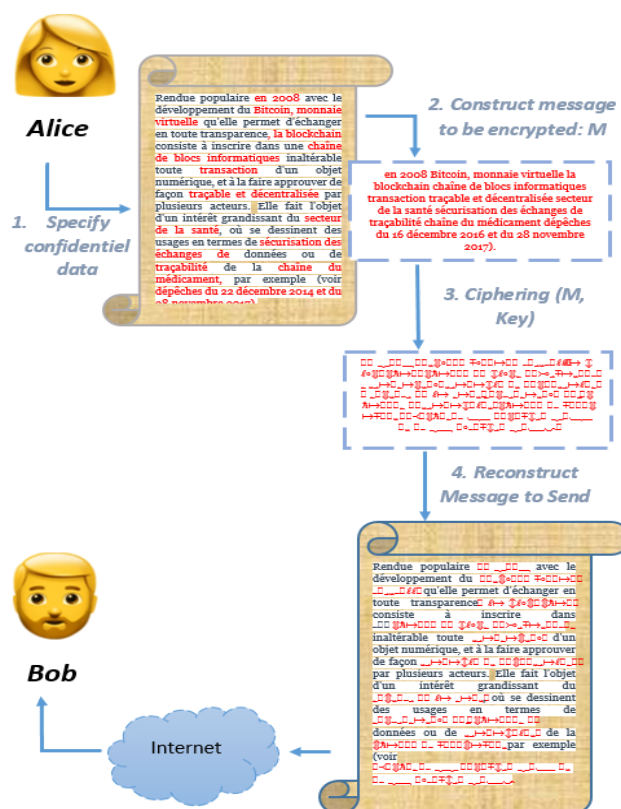 Alice
1. Specify
confidentiel
data
Rendue populaire en 2008 avec le
développement du Bitcoin, monnaie
virtuelle qu'elle permet d'échanger
en toute transparence, la blockchain
consiste à inscrire dans une chaîne
de blocs informatiques inaltérable
toute transaction d'un objet
numérique, et à la faire approuver de
façon traçable et décentralisée par
plusieurs acteurs. Elle fait l'objet
d'un intérêt grandissant du secteur
de la santé, où se dessinent des
usages en termes de sécurisation des
échanges de données ou de
traçabilité de la chaîne du
médicament, par exemple (voir
dépêches du 22 décembre 2014 et du
28 novembre 2017)
2. Construct message
to be encrypted: M
en 2008 Bitcoin, monnaie virtuelle la
blockchain chaîne de blocs informatiques
transaction traçable et décentralisée secteur
de la santé sécurisation des échanges de
traçabilité chaîne du médicament dépêches
du 16 décembre 2016 et du 28 novembre
2017).
3. Ciphering (M,
Key)
4. Reconstruct
Message to Send
Rendue populaire avec le
développement du
qu'elle permet d'échanger en
toute transparence
consiste à inscrire dans
inaltérable toute d'un
objet numérique, et à la faire approuver
de façon
par plusieurs acteurs. Elle fait l'objet
d'un intérêt grandissant du
où se dessinent
des usages en termes de
données ou de de la
par exemple
(voir
Bob
Internet